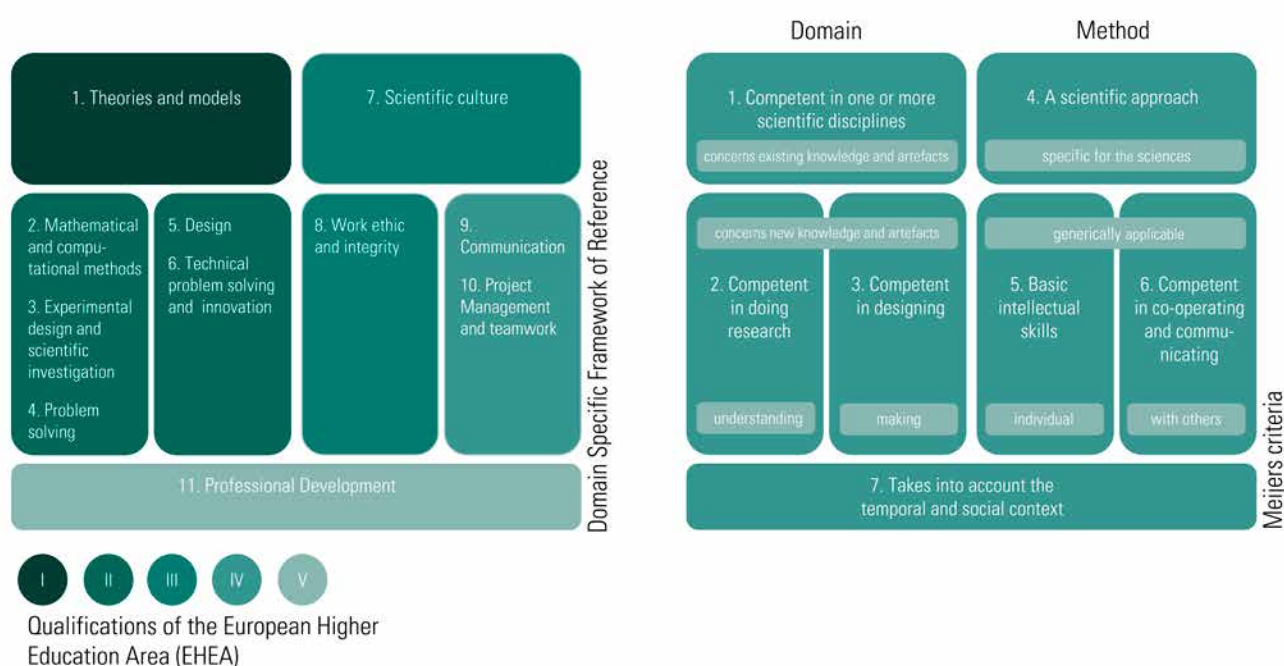 Domain
Method
1. Theories and models
7. Scientific culture
2. Mathematical
and compu-
tational methods
3. Experimental
design and
scientific
investigation
4. Problem
solving
5. Design
6. Technical
problem solving
and innovation
8. Work ethic
and integrity
9.
Communication
10. Project
Management
and teamwork
11. Professional Development
Domain Specific Framework of Reference
1. Competent in one or more
scientific disciplines
concerns existing knowledge and artefacts
4. A scientific approach
specific for the sciences
concerns new knowledge and artefacts
generically applicable
2. Competent
in doing
research
understanding
3. Competent
in designing
making
5. Basic
intellectual
skills
individual
6. Competent
in co-operating
and commu-
nicating
with others
7. Takes into account the
temporal and social context
Meijers criteria
I
II
III
IV
V
Qualifications of the European Higher
Education Area (EHEA)